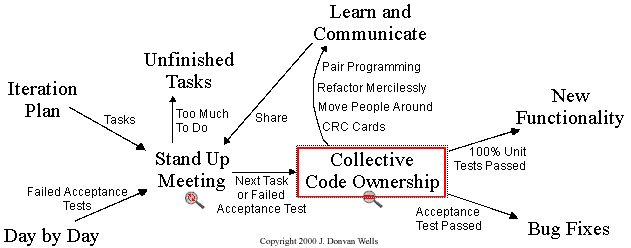 Learn and
Communicate
Unfinished
Tasks
Pair Programming
Refactor Mercilessly
Move People Around
CRC Cards
Iteration
Plan
Too Much
To Do
Share
New
Functionality
Tasks
100% Unit
Tests Passed
Stand Up
Meeting
Next Task
or Failed
Acceptance Test
Collective
Code Ownership
Failed Acceptance
Tests
Acceptance
Test Passed
Day by Day
Bug Fixes
Copyright 2000 J. Donvan Wells